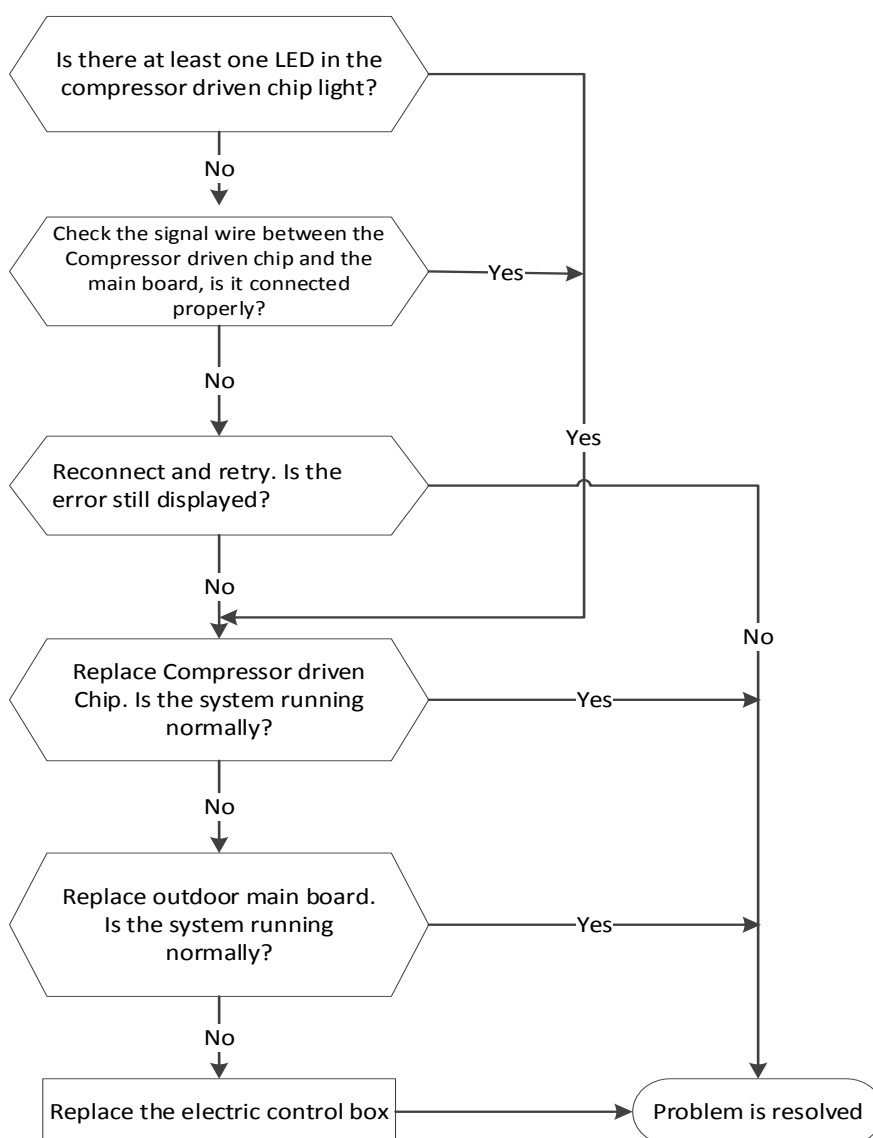 Is there at least one LED in the
compressor driven chip light?
No
Check the signal wire between the
Compressor driven chip and the
main board, is it connected
properly?
Yes
No
Yes
Reconnect and retry. Is the
error still displayed?
No
No
Replace Compressor driven
Chip. Is the system running
normally?
Yes
No
Replace outdoor main board.
Is the system running
normally?
Yes
No
Replace the electric control box
Problem is resolved